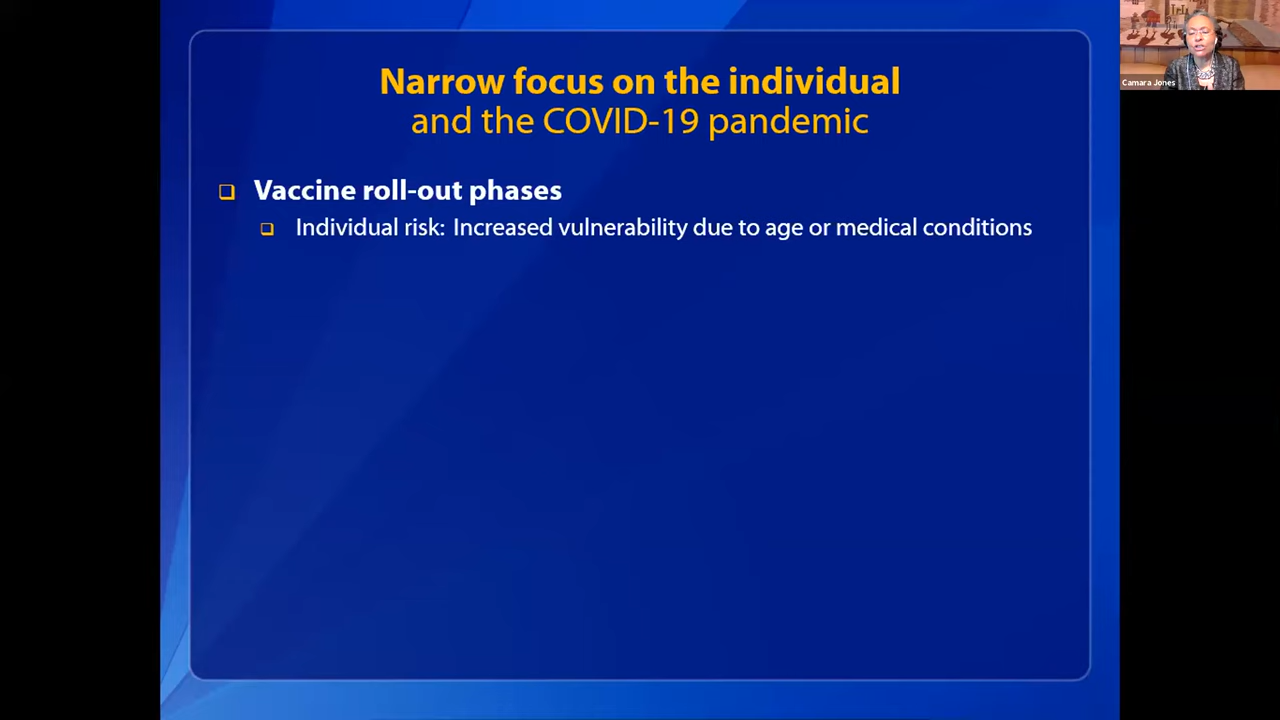 Narrow focus on the individual
and the COVID-19 pandemic
Vaccine roll-out phases
Individual risk: Increased vulnerability due to age or medical conditions
Camara Jones